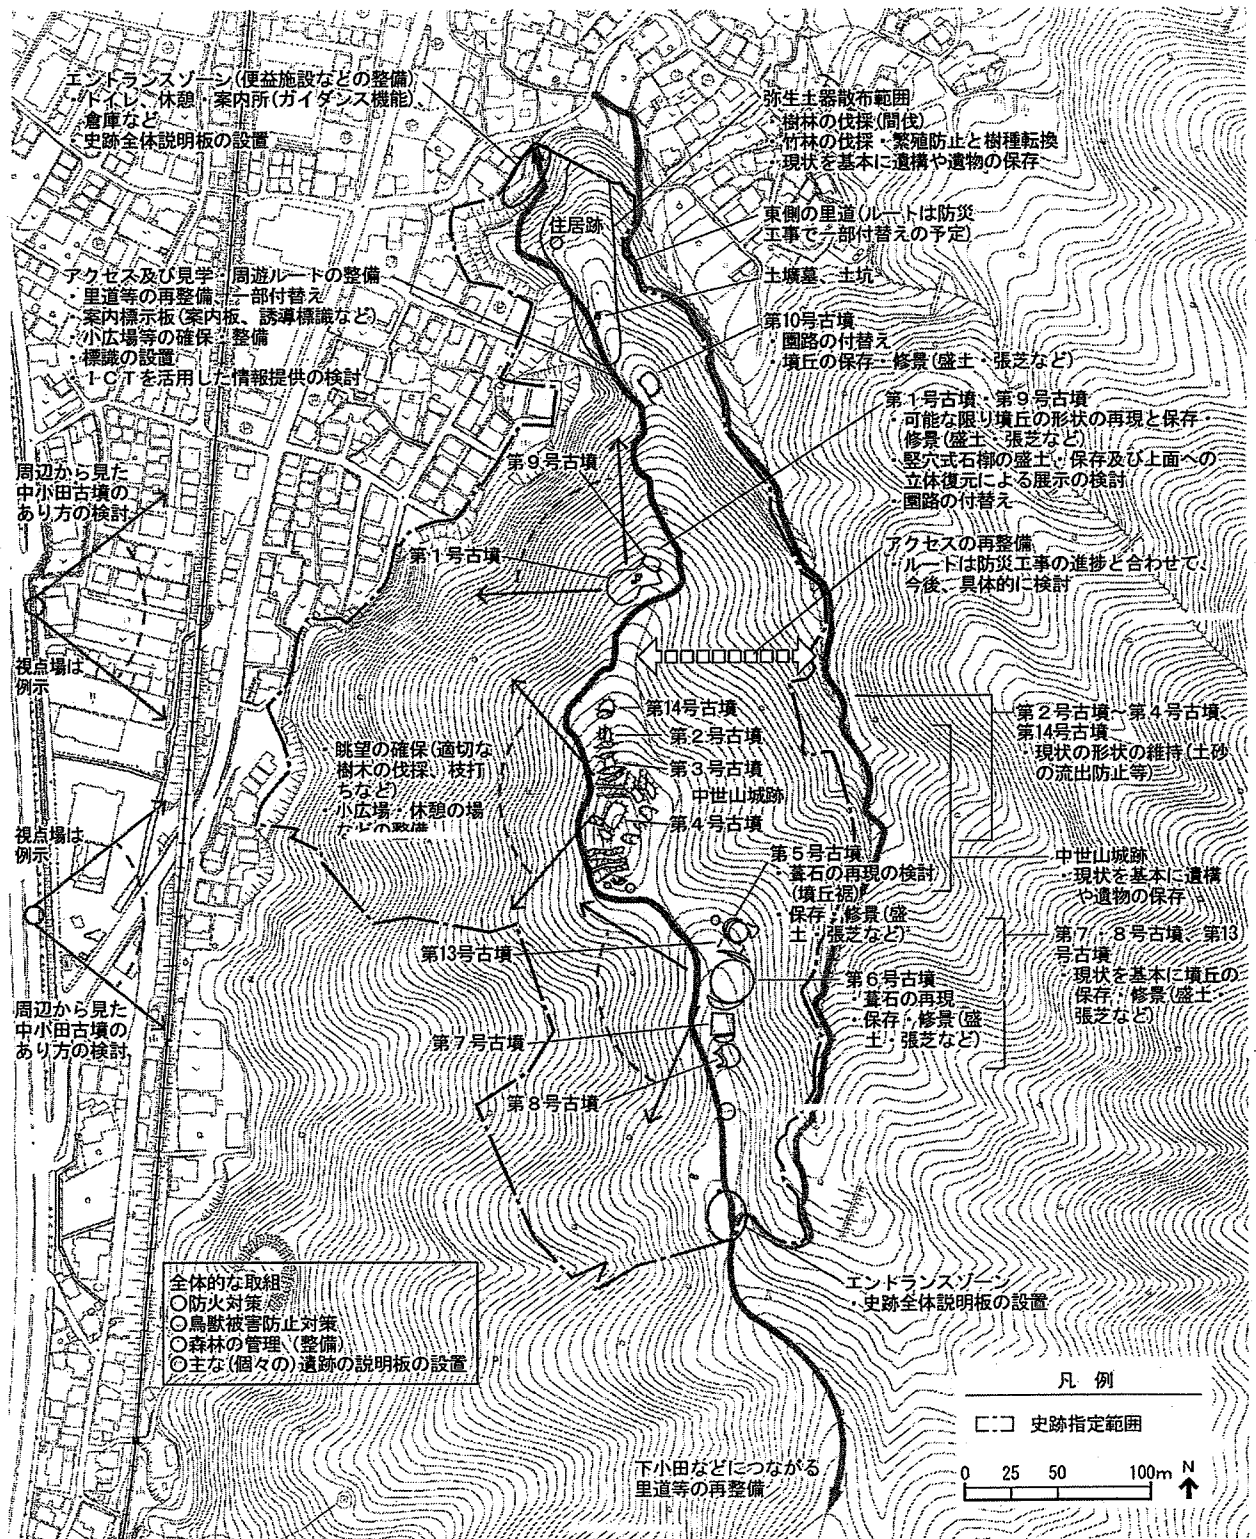 エントランスゾーン(便益施設などの整備)
・トイレ、休憩・案内所(ガイダンス機能)、
倉庫など
・史跡全体説明板の設置
弥生土器散布範囲
・樹林の伐採(間伐)
・竹林の伐採・繁殖防止と樹種転換
・現状を基本に遺構や遺物の保存
東側の里道(ルートは防災
工事で一部付替えの予定)
住居跡
土壙墓、土坑
アクセス及び見学・周遊ルートの整備
・里道等の再整備、一部付替え
・案内標示板(案内板、誘導標識など)
・小広場等の確保・整備
・標識の設置
・ICTを活用した情報提供の検討
第10号古墳
・園路の付替え
・墳丘の保存・修景(盛土・張芝など)
第1号古墳・第9号古墳
・可能な限り墳丘の形状の再現と保存・
修景(盛土・張芝など)
・竪穴式石槨の盛土・保存及び上面への
立体復元による展示の検討
・園路の付替え
第9号古墳
周辺から見た
中小田古墳の
あり方の検討
第1号古墳
アクセスの再整備
・ルートは防災工事の進捗と合わせて、
今後、具体的に検討
視点場は
例示
第14号古墳
第2号古墳
第3号古墳
中世山城跡
第4号古墳
第2号古墳~第4号古墳、
第14号古墳
・現状の形状の維持(土砂
の流出防止等)
・眺望の確保(適切な
樹木の伐採、枝打
ちなど)
・小広場・休憩の場
などの整備
視点場は
例示
第5号古墳
・葺石の再現の検討
(墳丘裾)
・保存・修景(盛
土・張芝など)
中世山城跡
・現状を基本に遺構
や遺物の保存
第13号古墳
第7・8号古墳、第13
号古墳
・現状を基本に墳丘の
保存・修景(盛土・
張芝など)
第6号古墳
・葺石の再現
・保存・修景(盛
土・張芝など)
周辺から見た
中小田古墳の
あり方の検討
第7号古墳
第8号古墳
全体的な取組
○防火対策
○鳥獣被害防止対策
○森林の管理(整備)
○主な(個々の)遺跡の説明板の設置
エンドランスゾーン
・史跡全体説明板の設置
下小田などにつながる
里道等の再整備
凡 例
史跡指定範囲
0 25 50 100m N